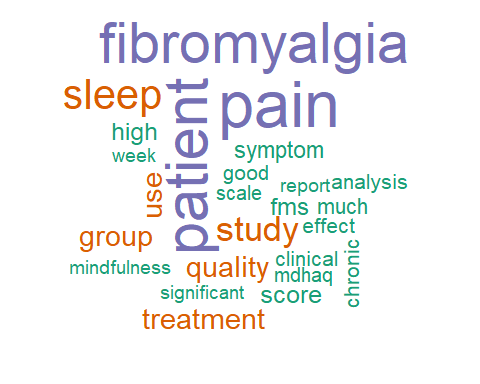 fibromyalgia
sleep
patient
pain
high
week
symptom
good
use
scale
report
analysis
fms
much
study
effect
group
quality
clinical
chronic
mindfulness
mdhaq
significant
score
treatment